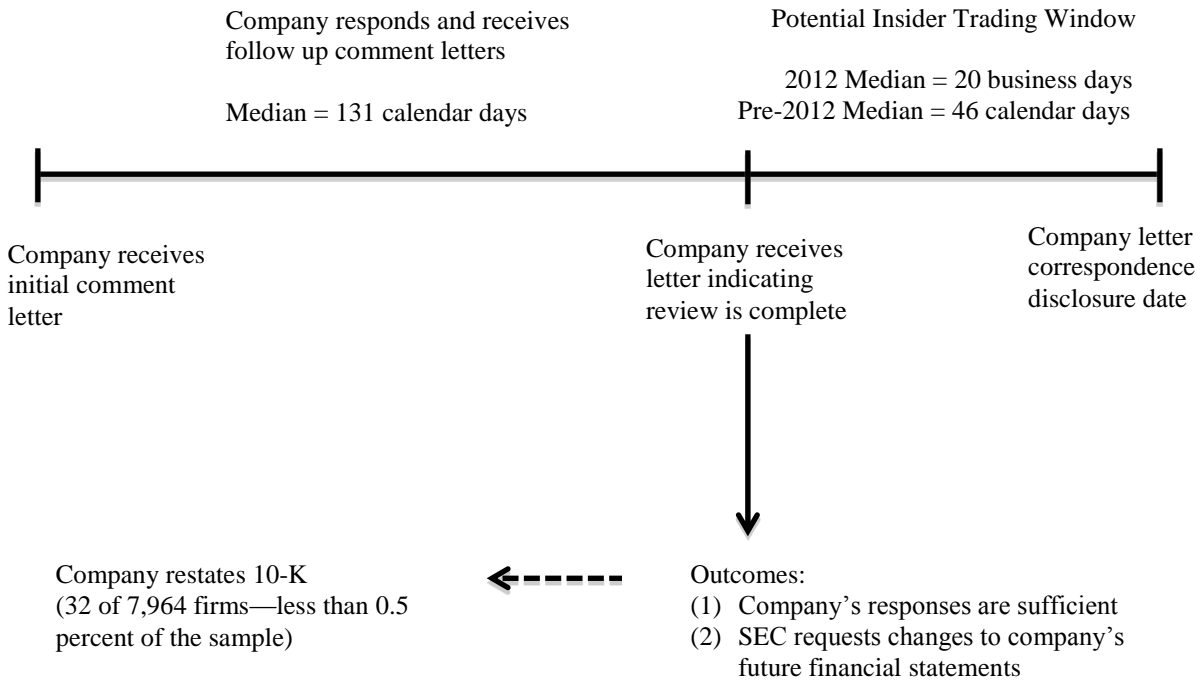 Company responds and receives
follow up comment letters
Median = 131 calendar days
Potential Insider Trading Window
2012 Median = 20 business days
Pre-2012 Median = 46 calendar days
Company receives
initial comment
letter
Company receives
letter indicating
review is complete
Company letter
correspondence
disclosure date
Company restates 10-K
(32 of 7,964 firms—less than 0.5
percent of the sample)
Outcomes:
(1) Company’s responses are sufficient
(2) SEC requests changes to company’s
future financial statements